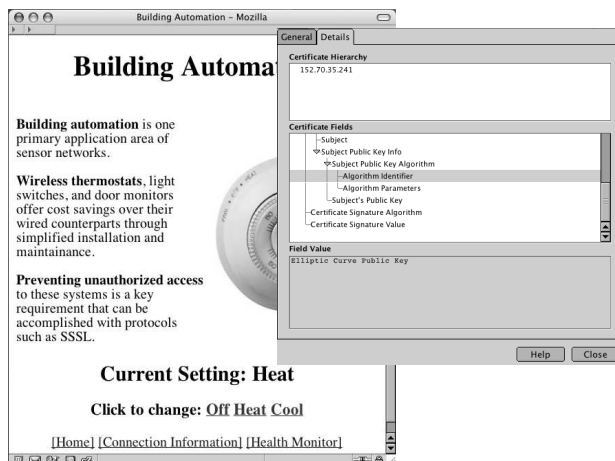 Building Automation – Mozilla
Building Automa
Building automation is one
primary application area of
sensor networks.
Wireless thermostats, light
switches, and door monitors
offer cost savings over their
wired counterparts through
simplified installation and
maintainance.
Preventing unauthorized access
to these systems is a key
requirement that can be
accomplished with protocols
such as SSSL.
Current Setting: Heat
Click to change: Off Heat Cool
[Home] [Connection Information] [Health Monitor]
General Details
Certificate Hierarchy
152.70.35.241
Certificate Fields
Subject
Subject Public Key Info
Subject Public Key Algorithm
Algorithm Identifier
Algorithm Parameters
Subject's Public Key
Certificate Signature Algorithm
Certificate Signature Value
Field Value
Elliptic Curve Public Key
Help Close